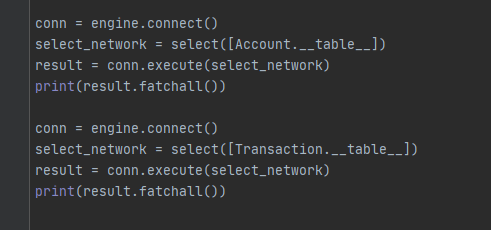 conn = engine.connect()
select_network = select([Account.__table__])
result = conn.execute(select_network)
print(result.fatchall())
conn = engine.connect()
select_network = select([Transaction.__table__])
result = conn.execute(select_network)
print(result.fatchall())